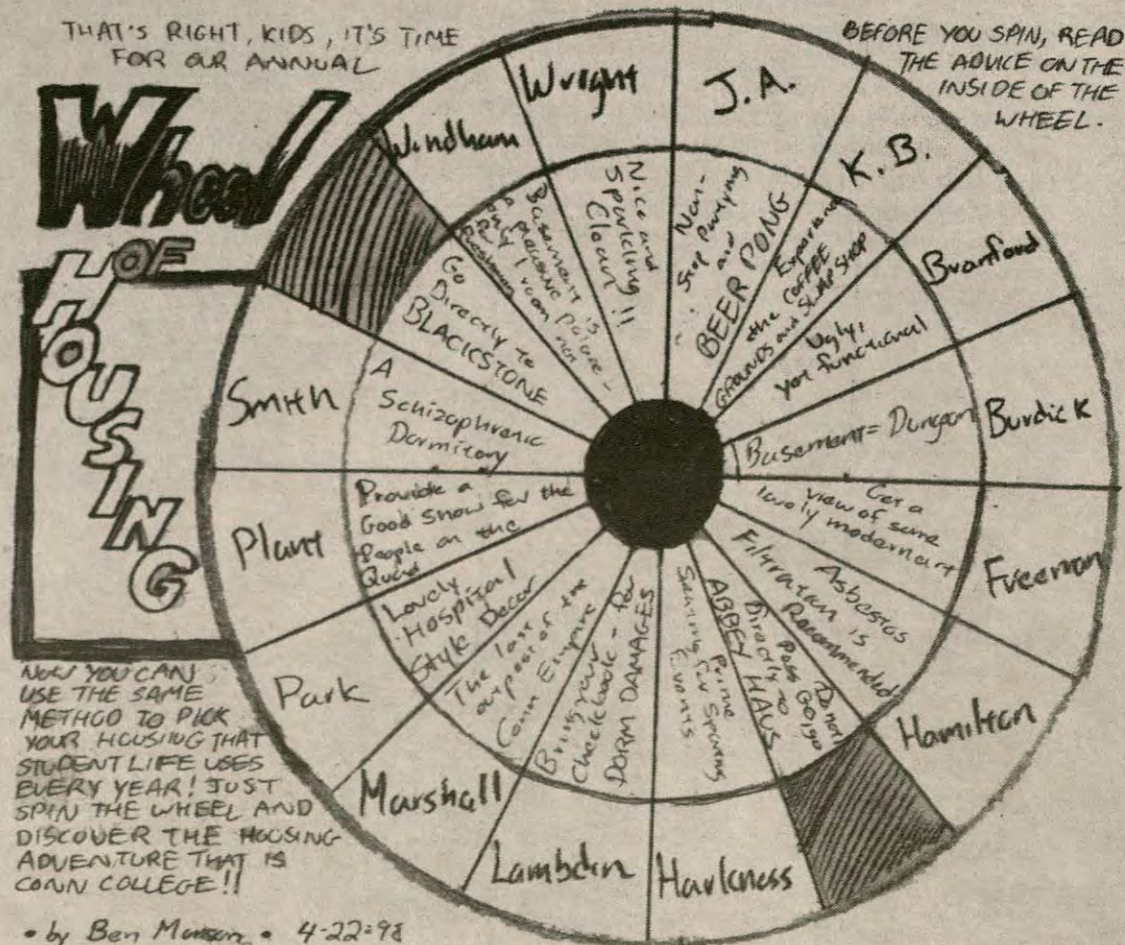 THAT'S RIGHT, KIDS, IT'S TIME
FOR OUR ANNUAL
Wheel
OF
HOUSING
BEFORE YOU SPIN, READ
THE ADVICE ON THE
INSIDE OF THE
WHEEL.
J.A.
Non-
Stop Partying
and
BEER PONG
K.B.
Experience
the COFFEE
GROUNDS and SLAP SHOP
Branford
Ugly,
yet functional
Burdick
Basement = Dungeon
Freeman
Get a
view of some
lovely modern art
Hamilton
Asbestos
Filtration is
Recommended
Do not
Pass GO, go
Directly to
ABBEY HAUS
Harkness
Prime
Seating for Sporting
Events.
Lambdin
Bring your
Checkbook - for
DORM DAMAGES
Marshall
The last
outpost of the
Conn Empire
Park
Lovely
Hospital
Style Decor
Plant
Provide a
Good Show for the
People on the
Quad
Smith
A
Schizophrenic
Dormitory
Go
Directly to
BLACKSTONE
Windham
Basement is
a
Wright
Nice and
Sparkling
Clean!!
NOW YOU CAN
USE THE SAME
METHOD TO PICK
YOUR HOUSING THAT
STUDENT LIFE USES
EVERY YEAR! JUST
SPIN THE WHEEL AND
DISCOVER THE HOUSING
ADVENTURE THAT IS
CONN COLLEGE!!
• by Ben Munson • 4-22-98